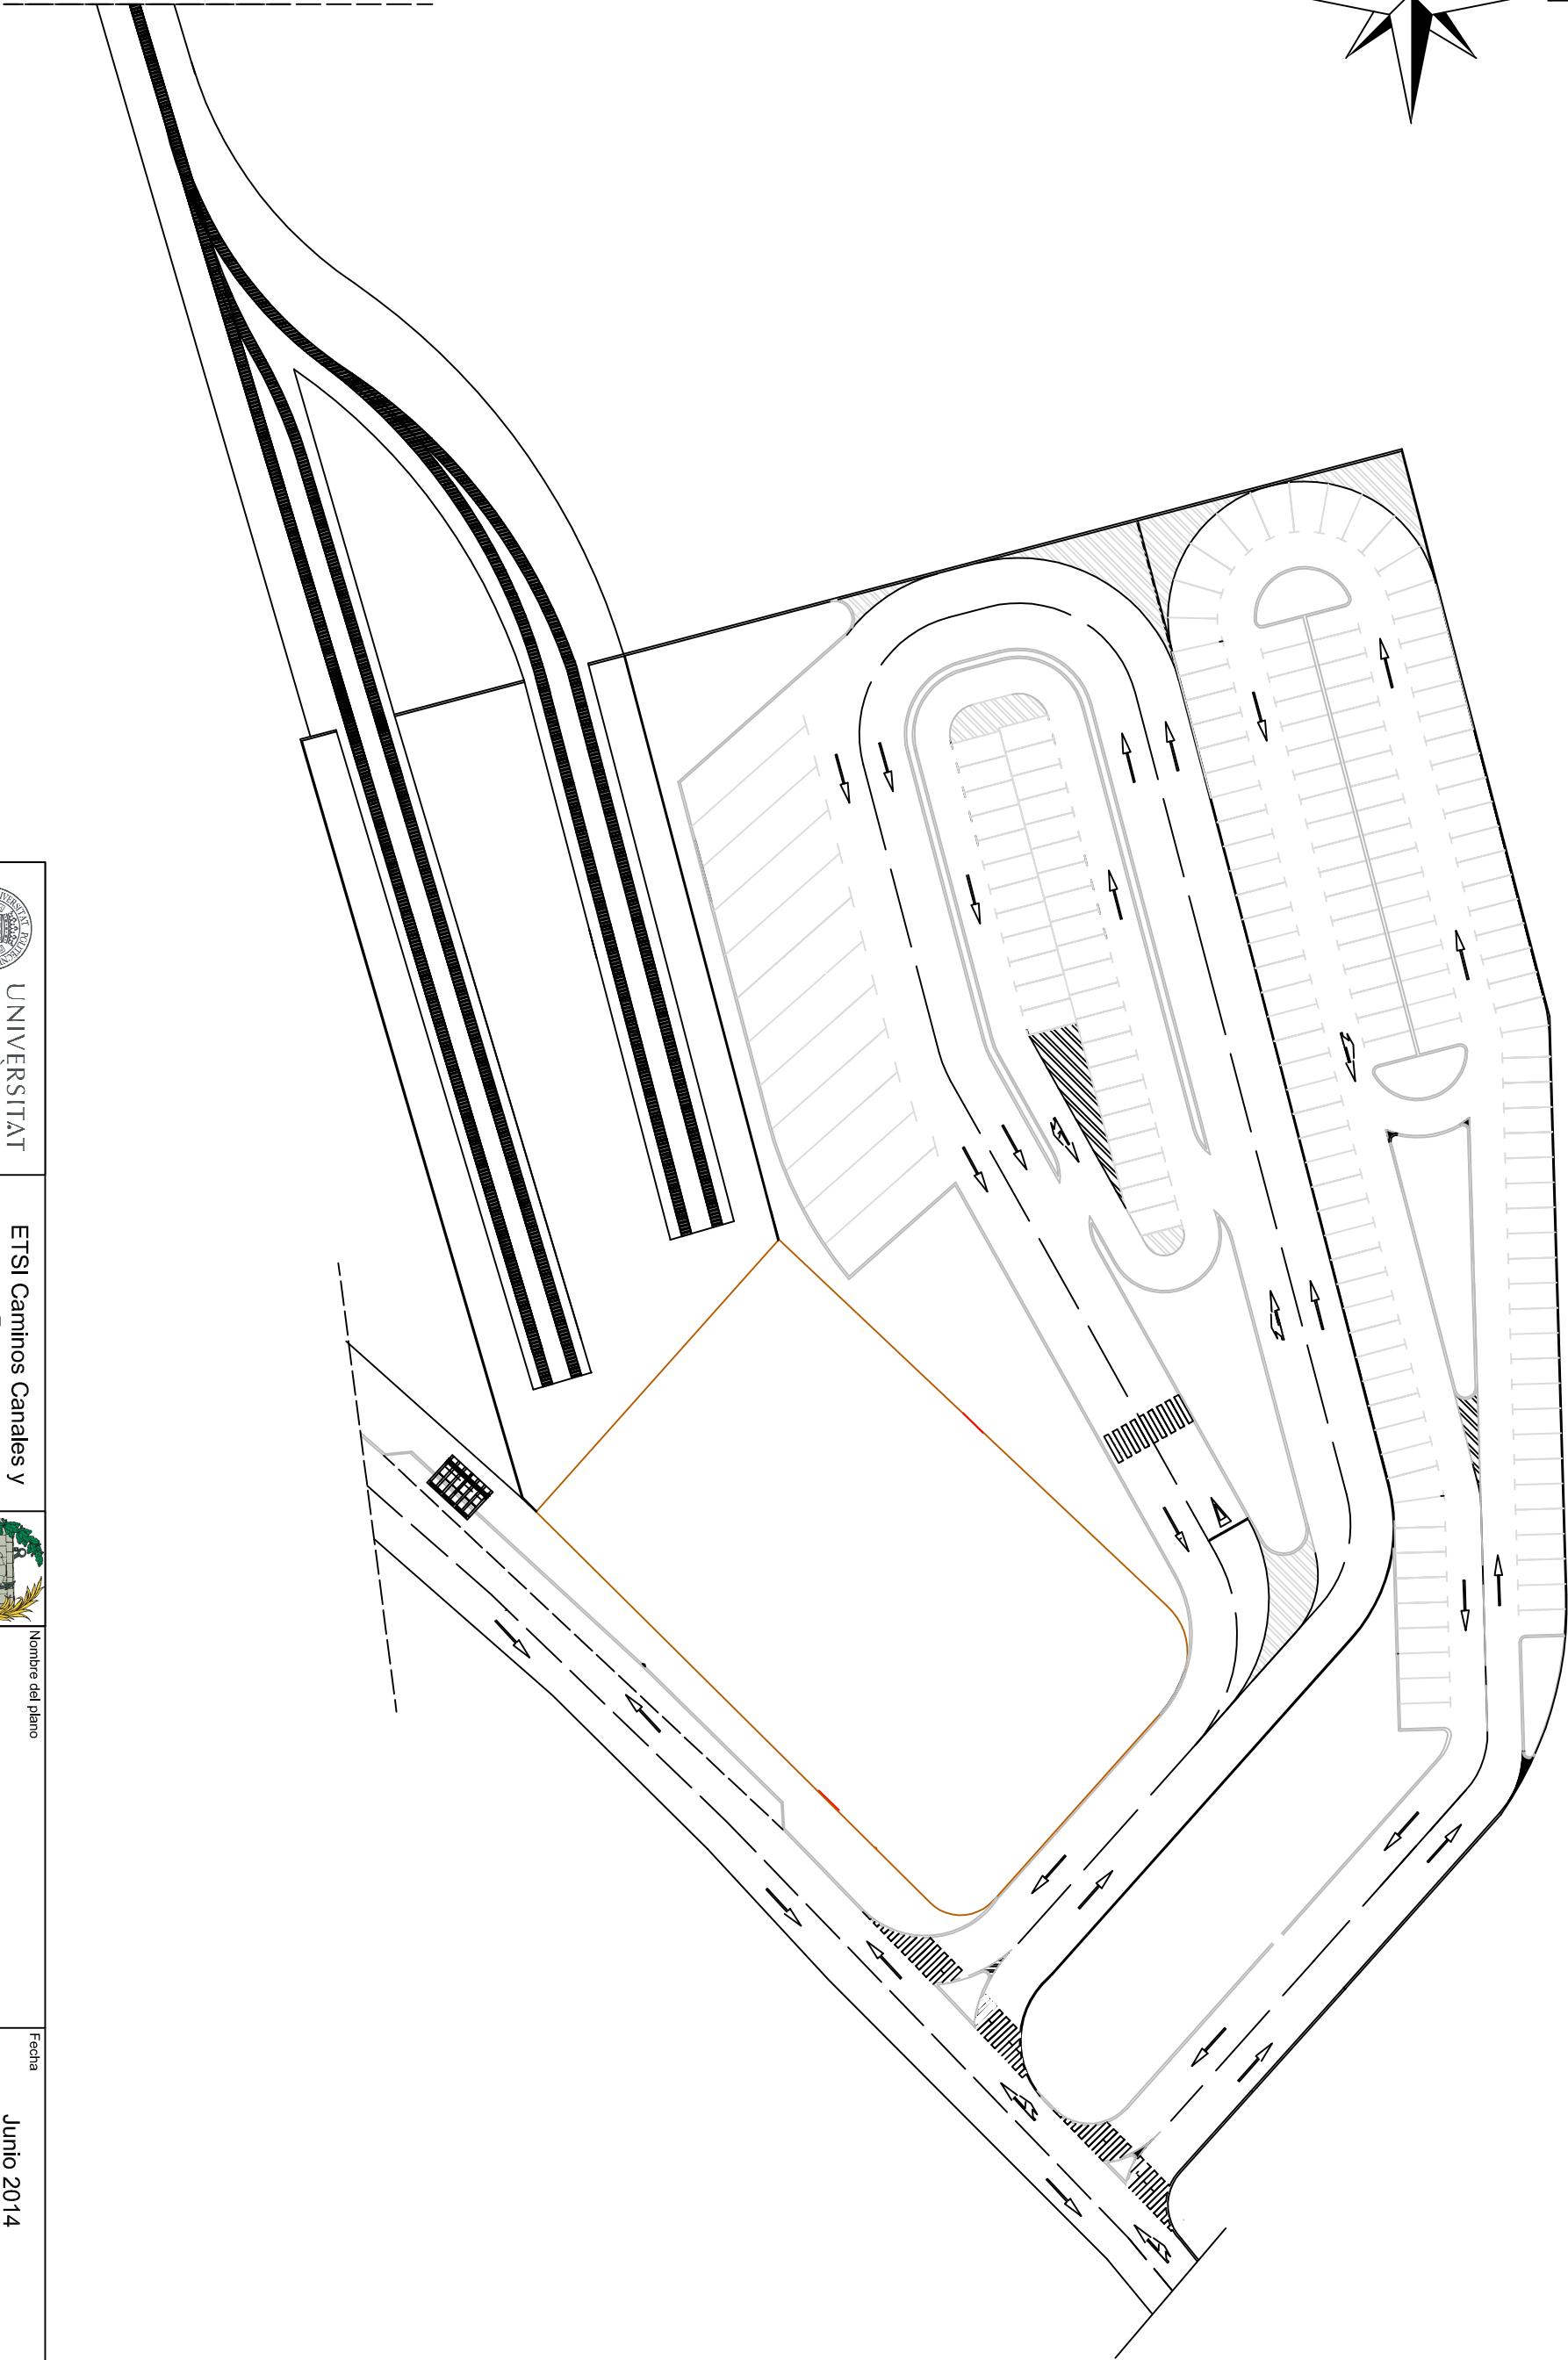 UNIVERSITAT
ETSI Caminos Canales y
Nombre del plano
Fecha
Junio 2014